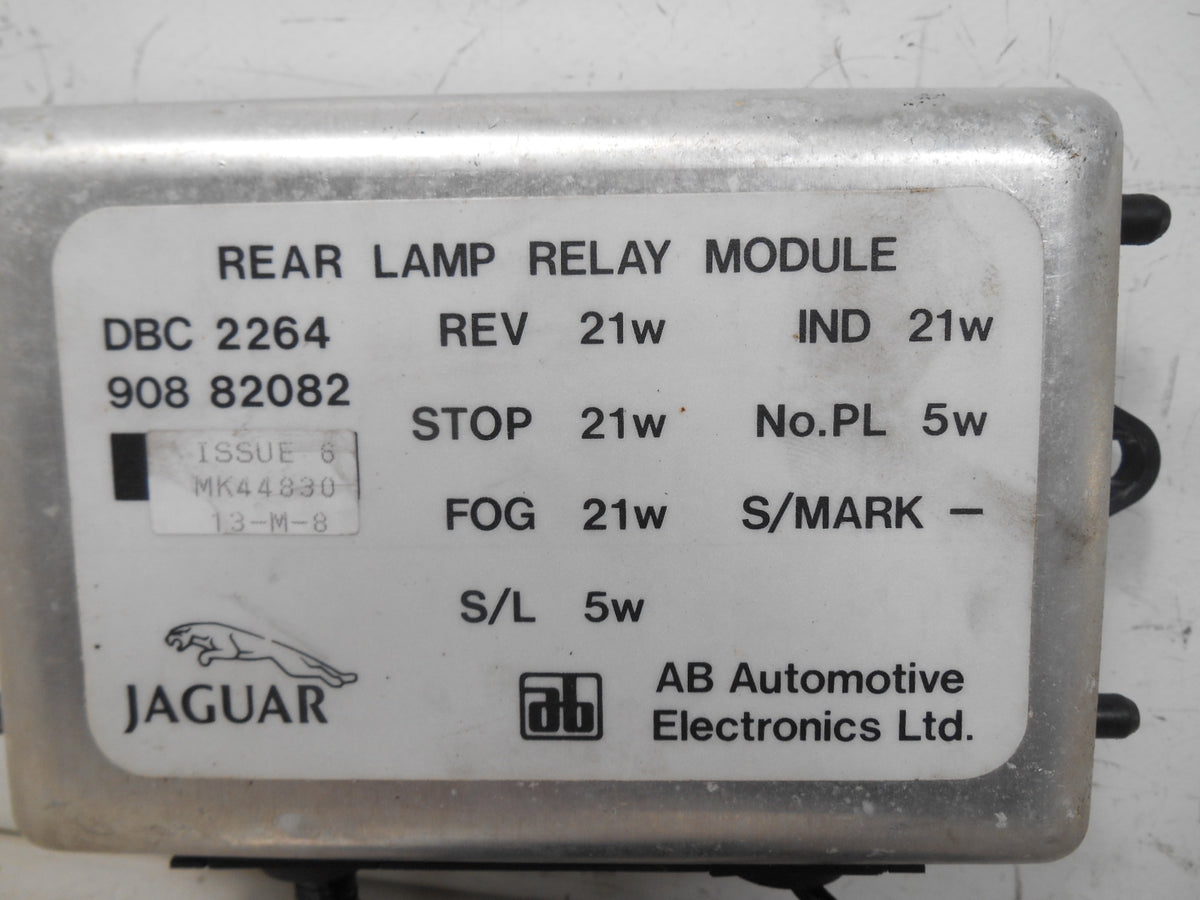 REAR LAMP RELAY MODULE
DBC 2264 REV 21w IND 21w
908 82082
STOP 21w No.PL 5w
ISSUE 6
MK44830
13-M-8
FOG 21w S/MARK —
S/L 5w
JAGUAR
ab AB Automotive
Electronics Ltd.